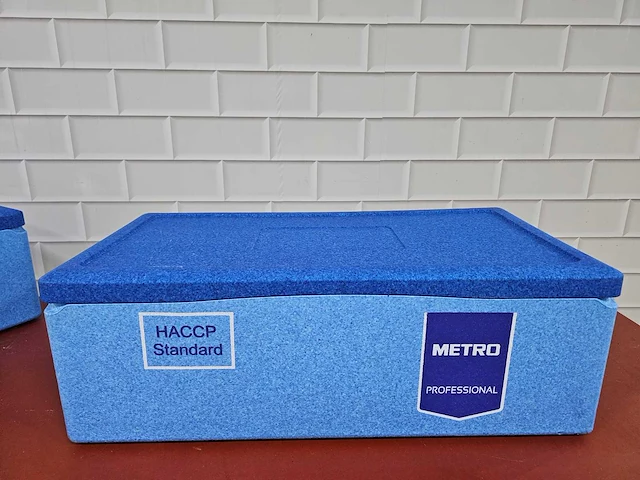 HACCP
Standard
METRO
PROFESSIONAL